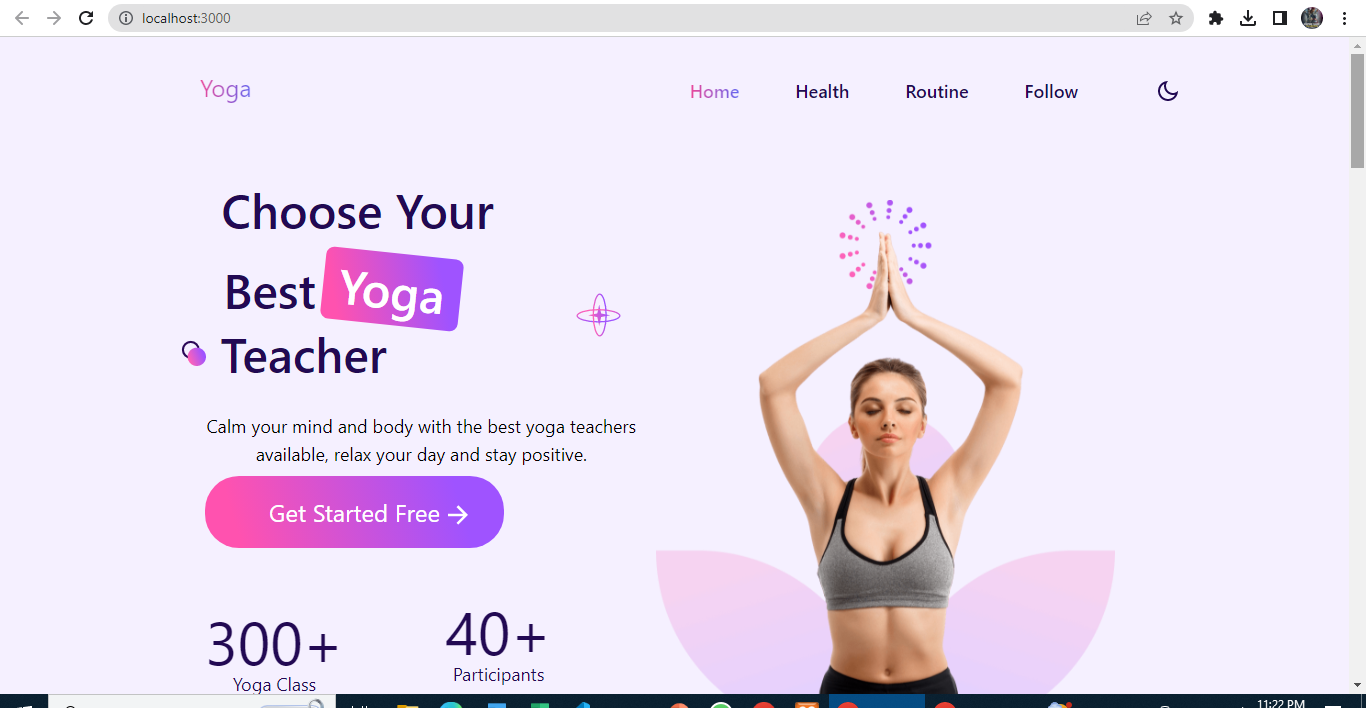 localhost:3000
Yoga
Home Health Routine Follow
Choose Your
Best Yoga
Teacher
Calm your mind and body with the best yoga teachers
available, relax your day and stay positive.
Get Started Free →
300+ 40+
Yoga Class Participants
11:22 PM